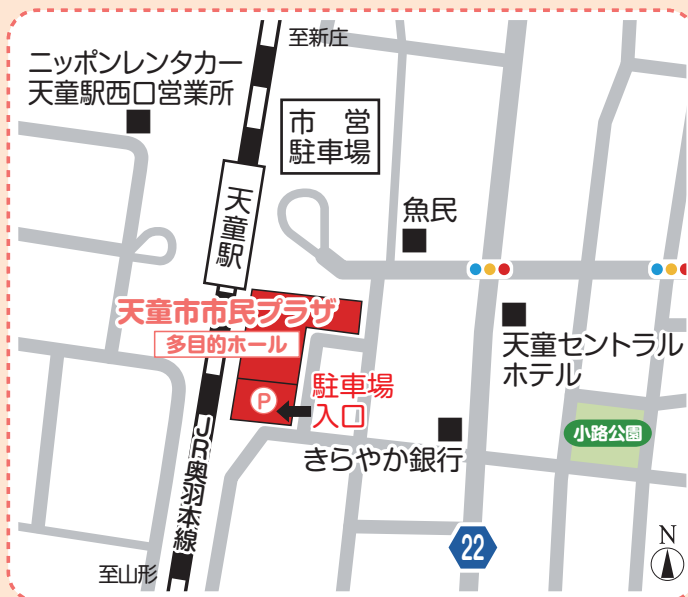 至新庄
ニッポンレンタカー
天童駅西口営業所
市　営
駐車場
天童駅
魚民
天童市市民プラザ
多目的ホール
天童セントラル
ホテル
駐車場
入口
P
きらやか銀行
小路公園
JR奥羽本線
22
N
至山形